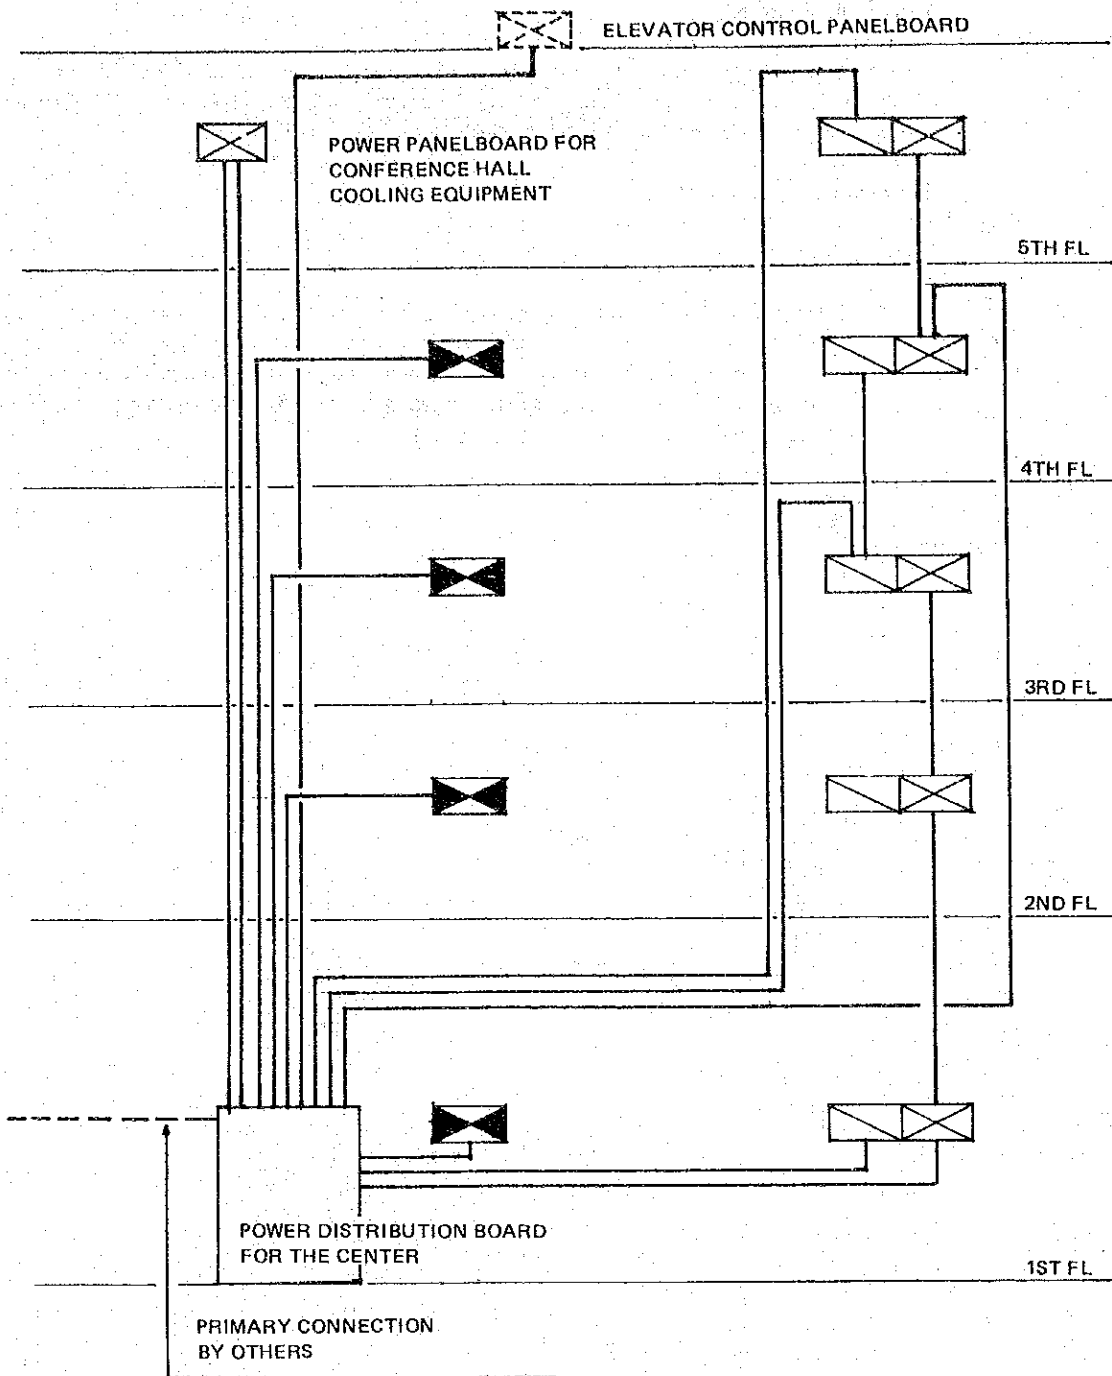 ELEVATOR CONTROL PANELBOARD
POWER PANELBOARD FOR
CONFERENCE HALL
COOLING EQUIPMENT
5TH FL
4TH FL
3RD FL
2ND FL
POWER DISTRIBUTION BOARD
FOR THE CENTER
1ST FL
PRIMARY CONNECTION
BY OTHERS